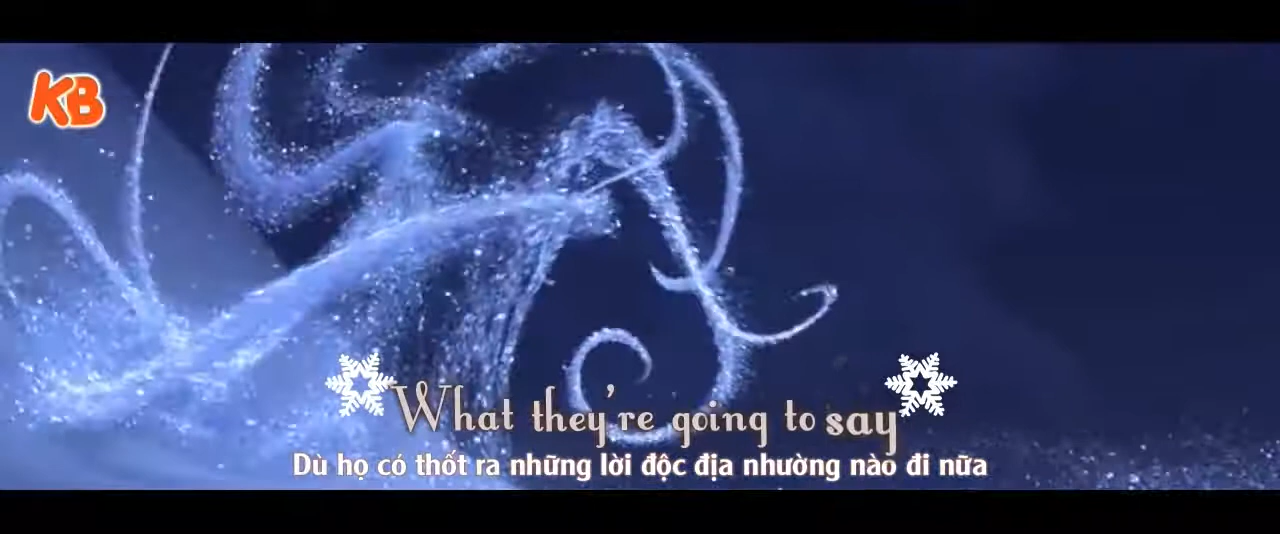 KB
What they're going to say
Dù họ có thốt ra những lời độc địa nhường nào đi nữa